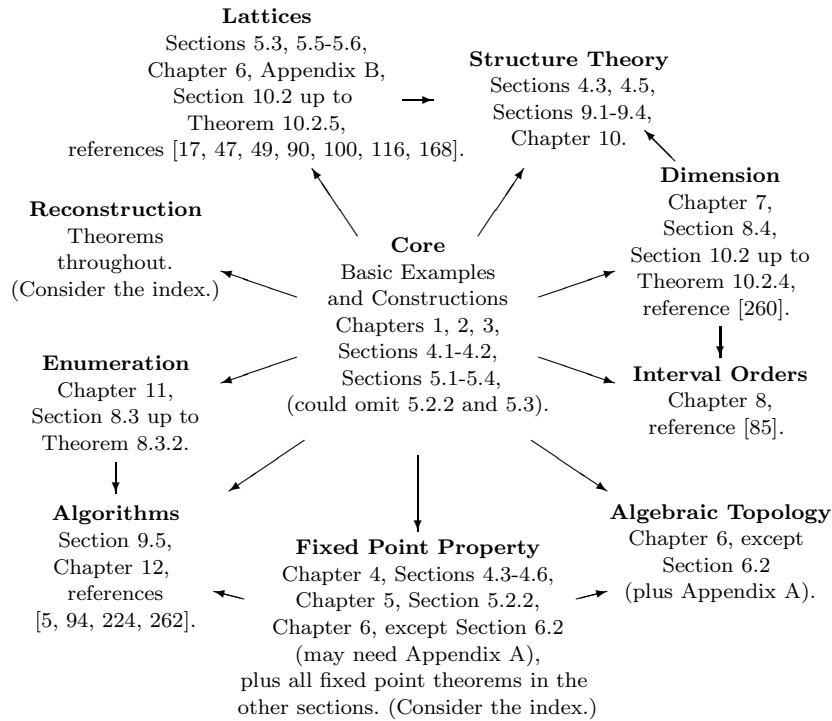 Lattices
Sections 5.3, 5.5-5.6,
Chapter 6, Appendix B,
Section 10.2 up to
Theorem 10.2.5,
references [17, 47, 49, 90, 100, 116, 168].
Structure Theory
Sections 4.3, 4.5,
Sections 9.1-9.4,
Chapter 10.
Reconstruction
Theorems
throughout.
(Consider the index.)
Core
Basic Examples
and Constructions
Chapters 1, 2, 3,
Sections 4.1-4.2,
Sections 5.1-5.4,
(could omit 5.2.2 and 5.3).
Dimension
Chapter 7,
Section 8.4,
Section 10.2 up to
Theorem 10.2.4,
reference [260].
Enumeration
Chapter 11,
Section 8.3 up to
Theorem 8.3.2.
Interval Orders
Chapter 8,
reference [85].
Algorithms
Section 9.5,
Chapter 12,
references
[5, 94, 224, 262].
Fixed Point Property
Chapter 4, Sections 4.3-4.6,
Chapter 5, Section 5.2.2,
Chapter 6, except Section 6.2
(may need Appendix A),
plus all fixed point theorems in the
other sections. (Consider the index.)
Algebraic Topology
Chapter 6, except
Section 6.2
(plus Appendix A).